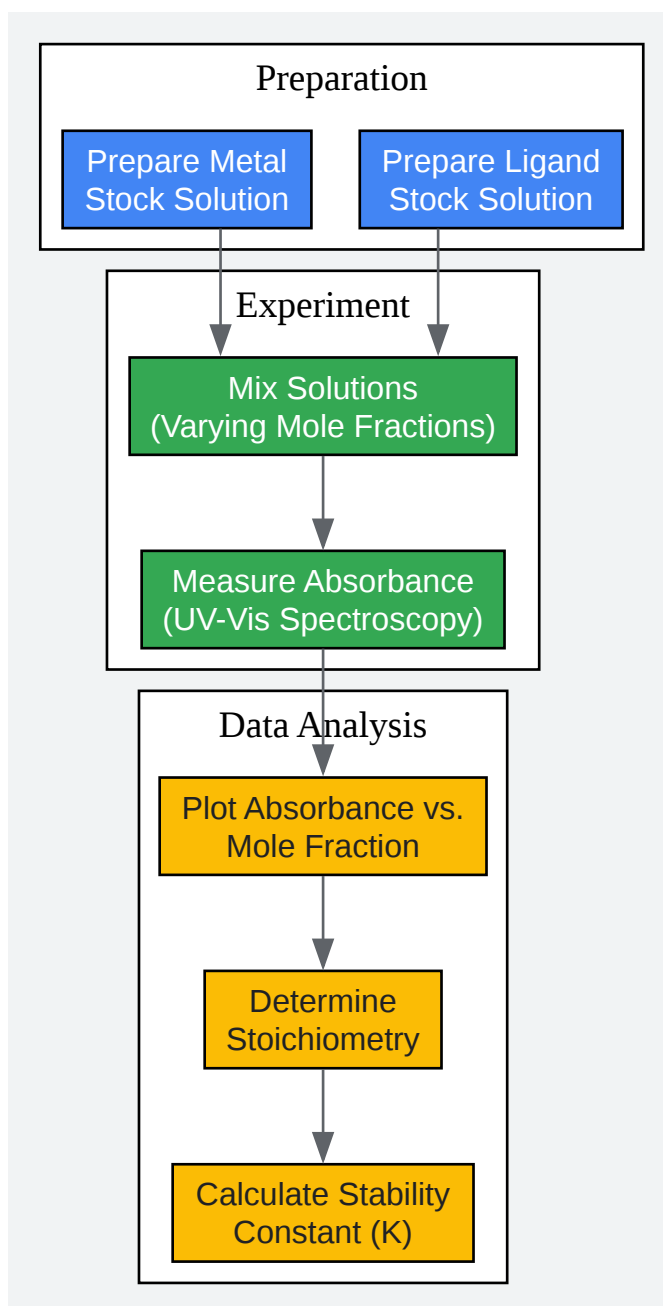 Preparation
Prepare Metal
Stock Solution
Prepare Ligand
Stock Solution
Experiment
Mix Solutions
(Varying Mole Fractions)
Measure Absorbance
(UV-Vis Spectroscopy)
Data Analysis
Plot Absorbance vs.
Mole Fraction
Determine
Stoichiometry
Calculate Stability
Constant (K)